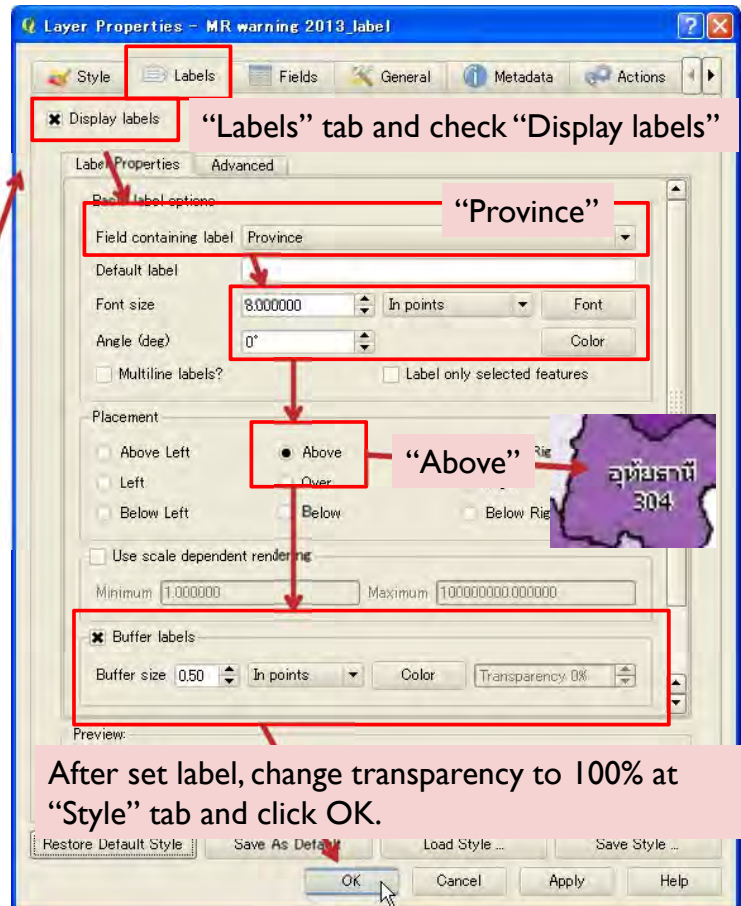 Layer Properties - MR warning 2013_label
Style Labels Fields General Metadata Actions
Display labels
“Labels” tab and check “Display labels”
Label Properties Advanced
Basic label options
“Province”
Field containing label Province
Default label
Font size 8.000000 In points Font
Angle (deg) 0° Color
Multiline labels? Label only selected features
Placement
Above Left Above “Above”
Left Over
Below Left Below Below
อุทัยธานี
304
Use scale dependent rendering
Minimum 1.000000 Maximum 100000000.000000
Buffer labels
Buffer size 0.50 In points Color Transparency 0%
Preview:
After set label, change transparency to 100% at
“Style” tab and click OK.
Restore Default Style Save As Default Load Style ... Save Style ...
OK Cancel Apply Help